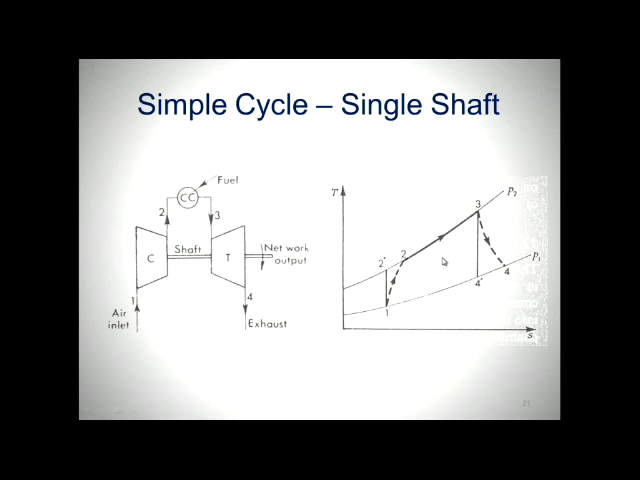 Simple Cycle – Single Shaft
Fuel
CC
2
3
Shaft
C
T
Net work
output
1
4
Air
inlet
Exhaust
T
3
P₂
2'
2
P₁
4
4'
1
s
21